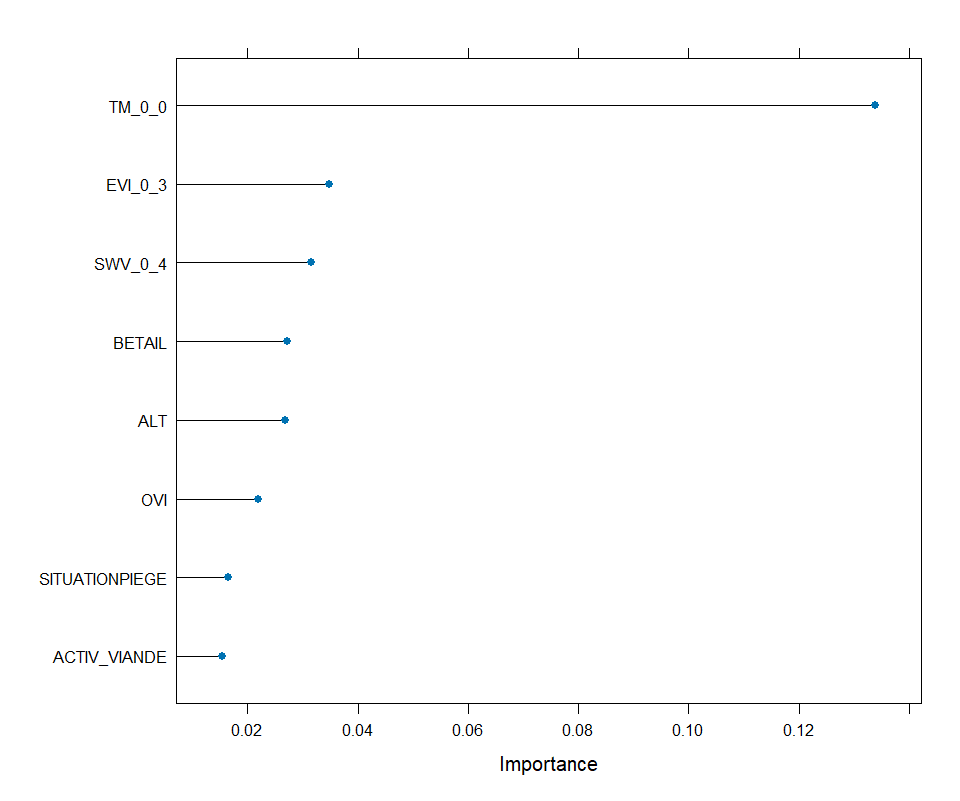 TM_0_0
EVI_0_3
SWV_0_4
BETAIL
ALT
OVI
SITUATIONPIEGE
ACTIV_VIANDE
0.02 0.04 0.06 0.08 0.10 0.12
Importance